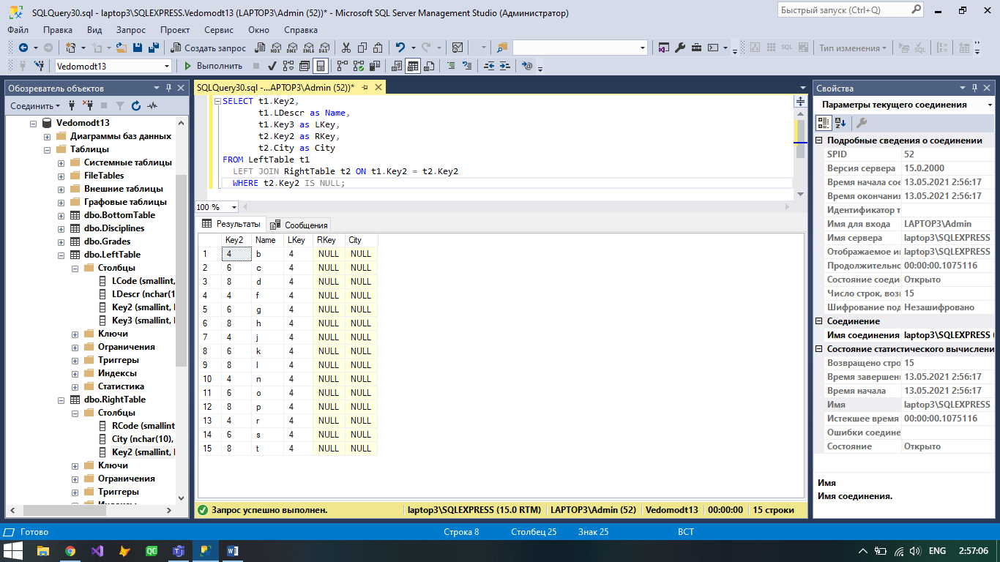 SQLQuery30.sql - laptop3\SQLEXPRESS.Vedomodt13 (LAPTOP3\Admin (52))* - Microsoft SQL Server Management Studio (Администратор)
Быстрый запуск (Ctrl+Q)
Файл Правка Вид Запрос Проект Сервис Окно Справка
Создать запрос MDX DMX XMLA DAX Тип изменения
Vedomodt13 Выполнить
Обозреватель объектов
Соединить
Vedomodt13
Диаграммы баз данных
Таблицы
Системные таблицы
FileTables
Внешние таблицы
Графовые таблицы
dbo.BottomTable
dbo.Disciplines
dbo.Grades
dbo.LeftTable
Столбцы
LCode (smallint,
LDescr (nchar(1
Key2 (smallint, I
Key3 (smallint, I
Ключи
Ограничения
Триггеры
Индексы
Статистика
dbo.RightTable
Столбцы
RCode (smallint
City (nchar(10),
Key2 (smallint, I
Ключи
Ограничения
Триггеры
SQLQuery30.sql -...APTOP3\Admin (52))*
SELECT t1.Key2,
t1.LDescr as Name,
t1.Key3 as LKey,
t2.Key2 as RKey,
t2.City as City
FROM LeftTable t1
LEFT JOIN RightTable t2 ON t1.Key2 = t2.Key2
WHERE t2.Key2 IS NULL;
100 %
Результаты Сообщения
Key2 Name LKey RKey City
1 4 b 4 NULL NULL
2 6 c 4 NULL NULL
3 8 d 4 NULL NULL
4 4 f 4 NULL NULL
5 6 g 4 NULL NULL
6 8 h 4 NULL NULL
7 4 j 4 NULL NULL
8 6 k 4 NULL NULL
9 8 l 4 NULL NULL
10 4 n 4 NULL NULL
11 6 o 4 NULL NULL
12 8 p 4 NULL NULL
13 4 r 4 NULL NULL
14 6 s 4 NULL NULL
15 8 t 4 NULL NULL
Запрос успешно выполнен. laptop3\SQLEXPRESS (15.0 RTM) LAPTOP3\Admin (52) Vedomodt13 00:00:00 15 строки
Свойства
Параметры текущего соединения
Подробные сведения о соединении
SPID 52
Версия сервера 15.0.2000
Время начала сое 13.05.2021 2:56:17
Время окончания 13.05.2021 2:56:17
Идентификатор т
Имя для входа LAPTOP3\Admin
Имя сервера laptop3\SQLEXPRESS
Отображаемое и laptop3\SQLEXPRESS
Продолжительно 00:00:00.1075116
Состояние соеди Открыто
Число строк, воз 15
Шифрование под Незашифровано
Соединение
Имя соединения laptop3\SQLEXPRESS (
Состояние статистического вычислени
Возвращено стро 15
Время завершени 13.05.2021 2:56:17
Время начала 13.05.2021 2:56:17
Имя laptop3\SQLEXPRESS
Истекшее время 00:00:00.1075116
Ошибки соедине
Состояние Открыто
Имя
Имя соединения.
Готово Строка 8 Столбец 25 Знак 25 ВСТ
QC ENG 2:57:06